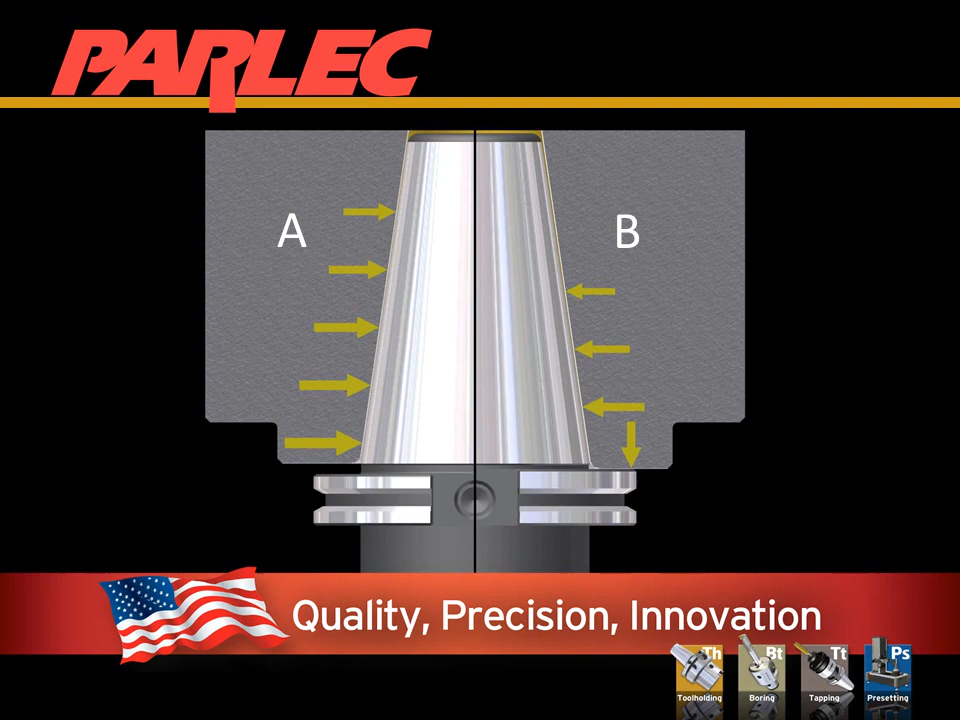 PARLEC
A
B
Quality, Precision, Innovation
Th
Bt
Tt
Ps
Toolholding
Boring
Tapping
Presetting